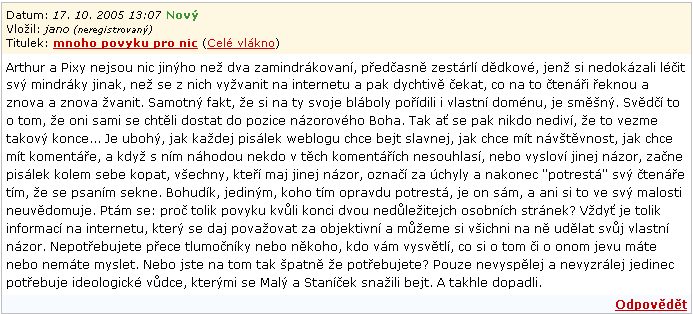 Datum: 17. 10. 2005 13:07 Nový
Vložil: jano (neregistrovaný)
Titulek: mnoho povyku pro nic (Celé vlákno)
Arthur a Pixy nejsou nic jinýho než dva zamindrákovaní, předčasně zestárlí dědkové, jenž si nedokázali léčit
svý mindráky jinak, než se z nich vyžvanit na internetu a pak dychtivě čekat, co na to čtenáři řeknou a
znova a znova žvanit. Samotný fakt, že si na ty svoje bláboly pořídili i vlastní doménu, je směšný. Svědčí to
o tom, že oni sami se chtěli dostat do pozice názorového Boha. Tak ať se pak nikdo nediví, že to vezme
takový konec... Je ubohý, jak každej pisálek weblogu chce bejt slavnej, jak chce mít návštěvnost, jak chce
mít komentáře, a když s ním náhodou nekdo v těch komentářích nesouhlasí, nebo vysloví jinej názor, začne
pisálek kolem sebe kopat, všechny, kteří maj jinej názor, označí za úchyly a nakonec "potrestá" svý čtenáře
tím, že se psaním sekne. Bohudík, jediným, koho tím opravdu potrestá, je on sám, a ani si to ve svý malosti
neuvědomuje. Ptám se: proč tolik povyku kvůli konci dvou nedůležitejch osobních stránek? Vždyť je tolik
informací na internetu, který se daj považovat za objektivní a můžeme si všichni na ně udělat svůj vlastní
názor. Nepotřebujete přece tlumočníky nebo někoho, kdo vám vysvětlí, co si o tom či o onom jevu máte
nebo nemáte myslet. Nebo jste na tom tak špatně že potřebujete? Pouze nevyspělej a nevyzrálej jedinec
potřebuje ideologické vůdce, kterými se Malý a Staníček snažili bejt. A takhle dopadli.
Odpovědět